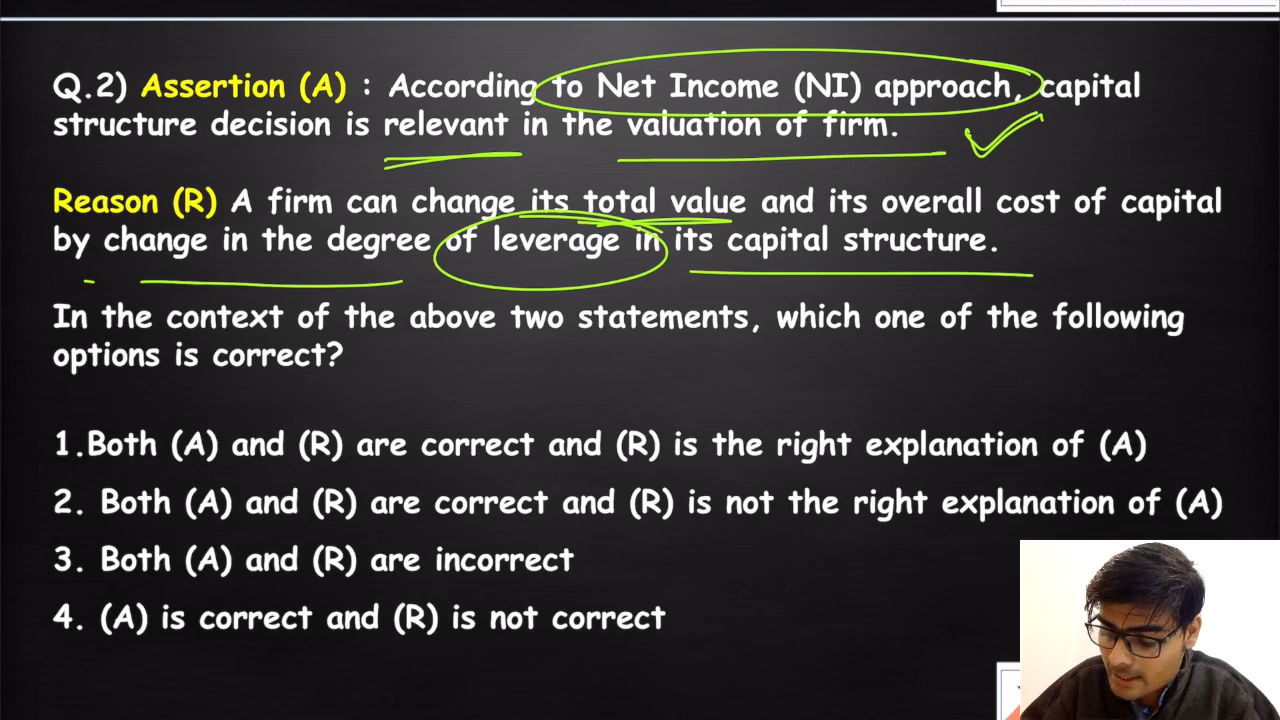 Q.2) Assertion (A) : According to Net Income (NI) approach, capital
structure decision is relevant in the valuation of firm.
Reason (R) A firm can change its total value and its overall cost of capital
by change in the degree of leverage in its capital structure.
In the context of the above two statements, which one of the following
options is correct?
1.Both (A) and (R) are correct and (R) is the right explanation of (A)
2. Both (A) and (R) are correct and (R) is not the right explanation of (A)
3. Both (A) and (R) are incorrect
4. (A) is correct and (R) is not correct